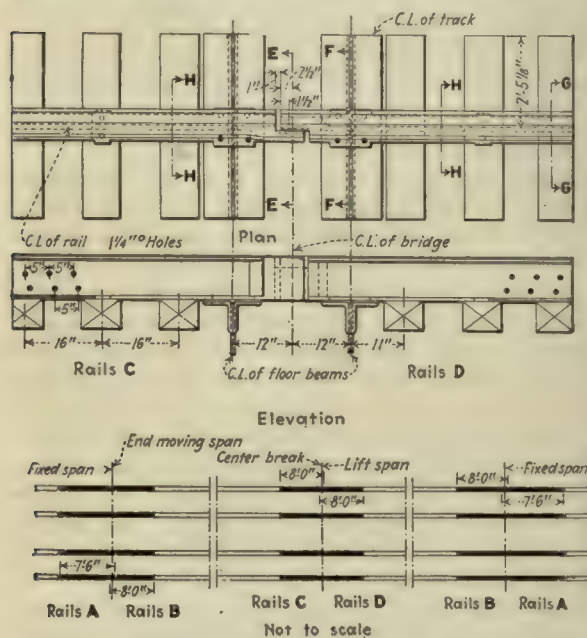 C.L. of track
E
F
2½"
1"
1½"
2'-5⅛"
H
H
G
H
H
G
E
F
C.L. of rail
1¼"° Holes
Plan
C.L. of bridge
5"
5"
5"
16"
16"
12"
12"
11"
Rails C
C.L. of floor beams
Rails D
Elevation
End moving span
Fixed span
Center break
Lift span
Fixed span
8'-0"
8'-0"
8'-0"
7'-6"
7'-6"
8'-0"
Rails A
Rails B
Rails C
Rails D
Rails B
Rails A
Not to scale